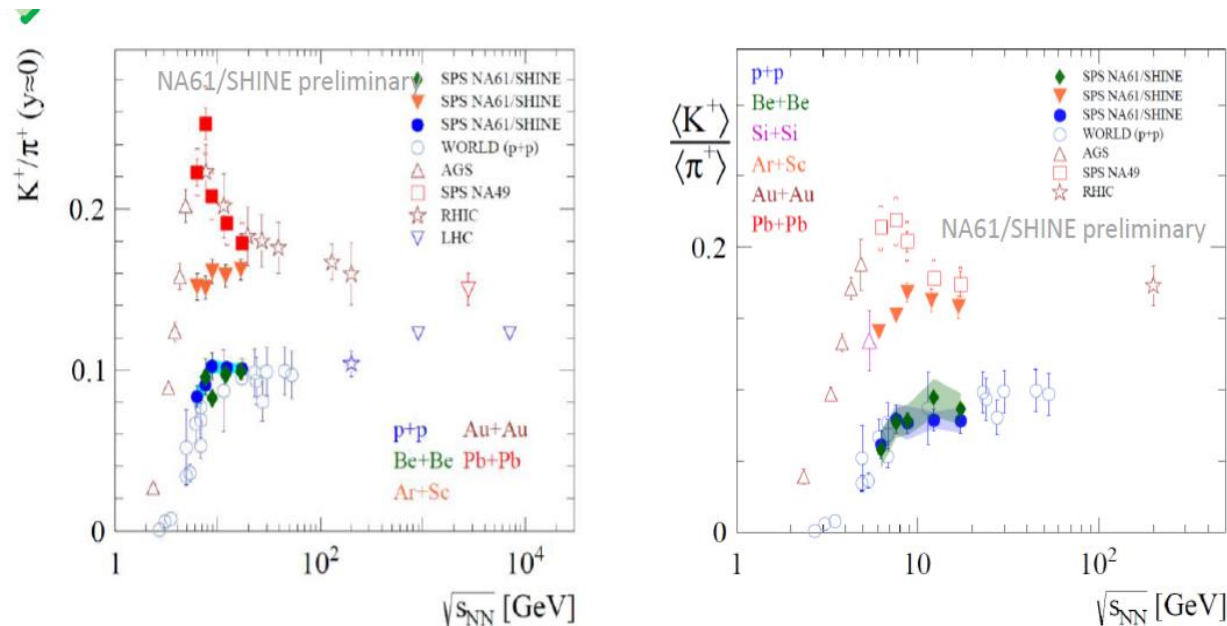 K⁺/π⁺ (y≈0)
NA61/SHINE preliminary
SPS NA61/SHINE
SPS NA61/SHINE
SPS NA61/SHINE
WORLD (p+p)
AGS
SPS NA49
RHIC
LHC
0.2
0.1
0
p+p Au+Au
Be+Be Pb+Pb
Ar+Sc
1 10² 10⁴
√sNN [GeV]
p+p
Be+Be
Si+Si
Ar+Sc
Au+Au
Pb+Pb
⟨K⁺⟩
⟨π⁺⟩
SPS NA61/SHINE
SPS NA61/SHINE
SPS NA61/SHINE
WORLD (p+p)
AGS
SPS NA49
RHIC
NA61/SHINE preliminary
0.2
0
1 10 10²
√sNN [GeV]